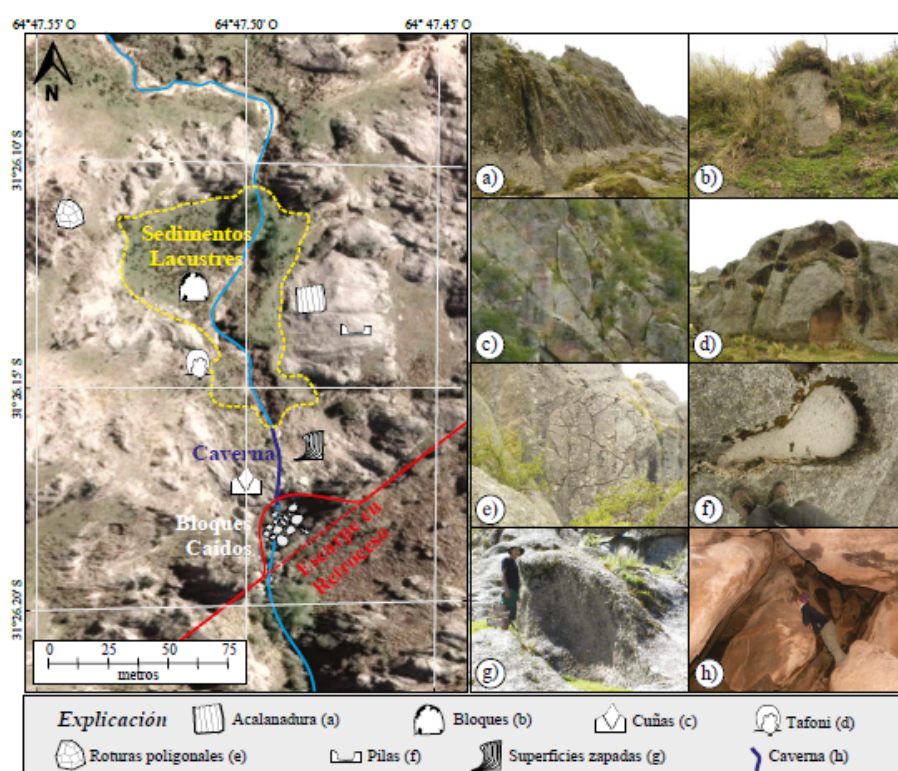 64°47.55' O 64°47.50' O 64° 47.45' O
31°26.10' S
31°26.15' S
31°26.20' S
N
Sedimentos
Lacustres
Caverna
Bloques
Caídos
Escarpe en
Retroceso
0 25 50 75
metros
a)
b)
c)
d)
e)
f)
g)
h)
Explicación
Acalanadura (a)
Bloques (b)
Cuñas (c)
Tafoni (d)
Roturas poligonales (e)
Pilas (f)
Superficies zapadas (g)
Caverna (h)